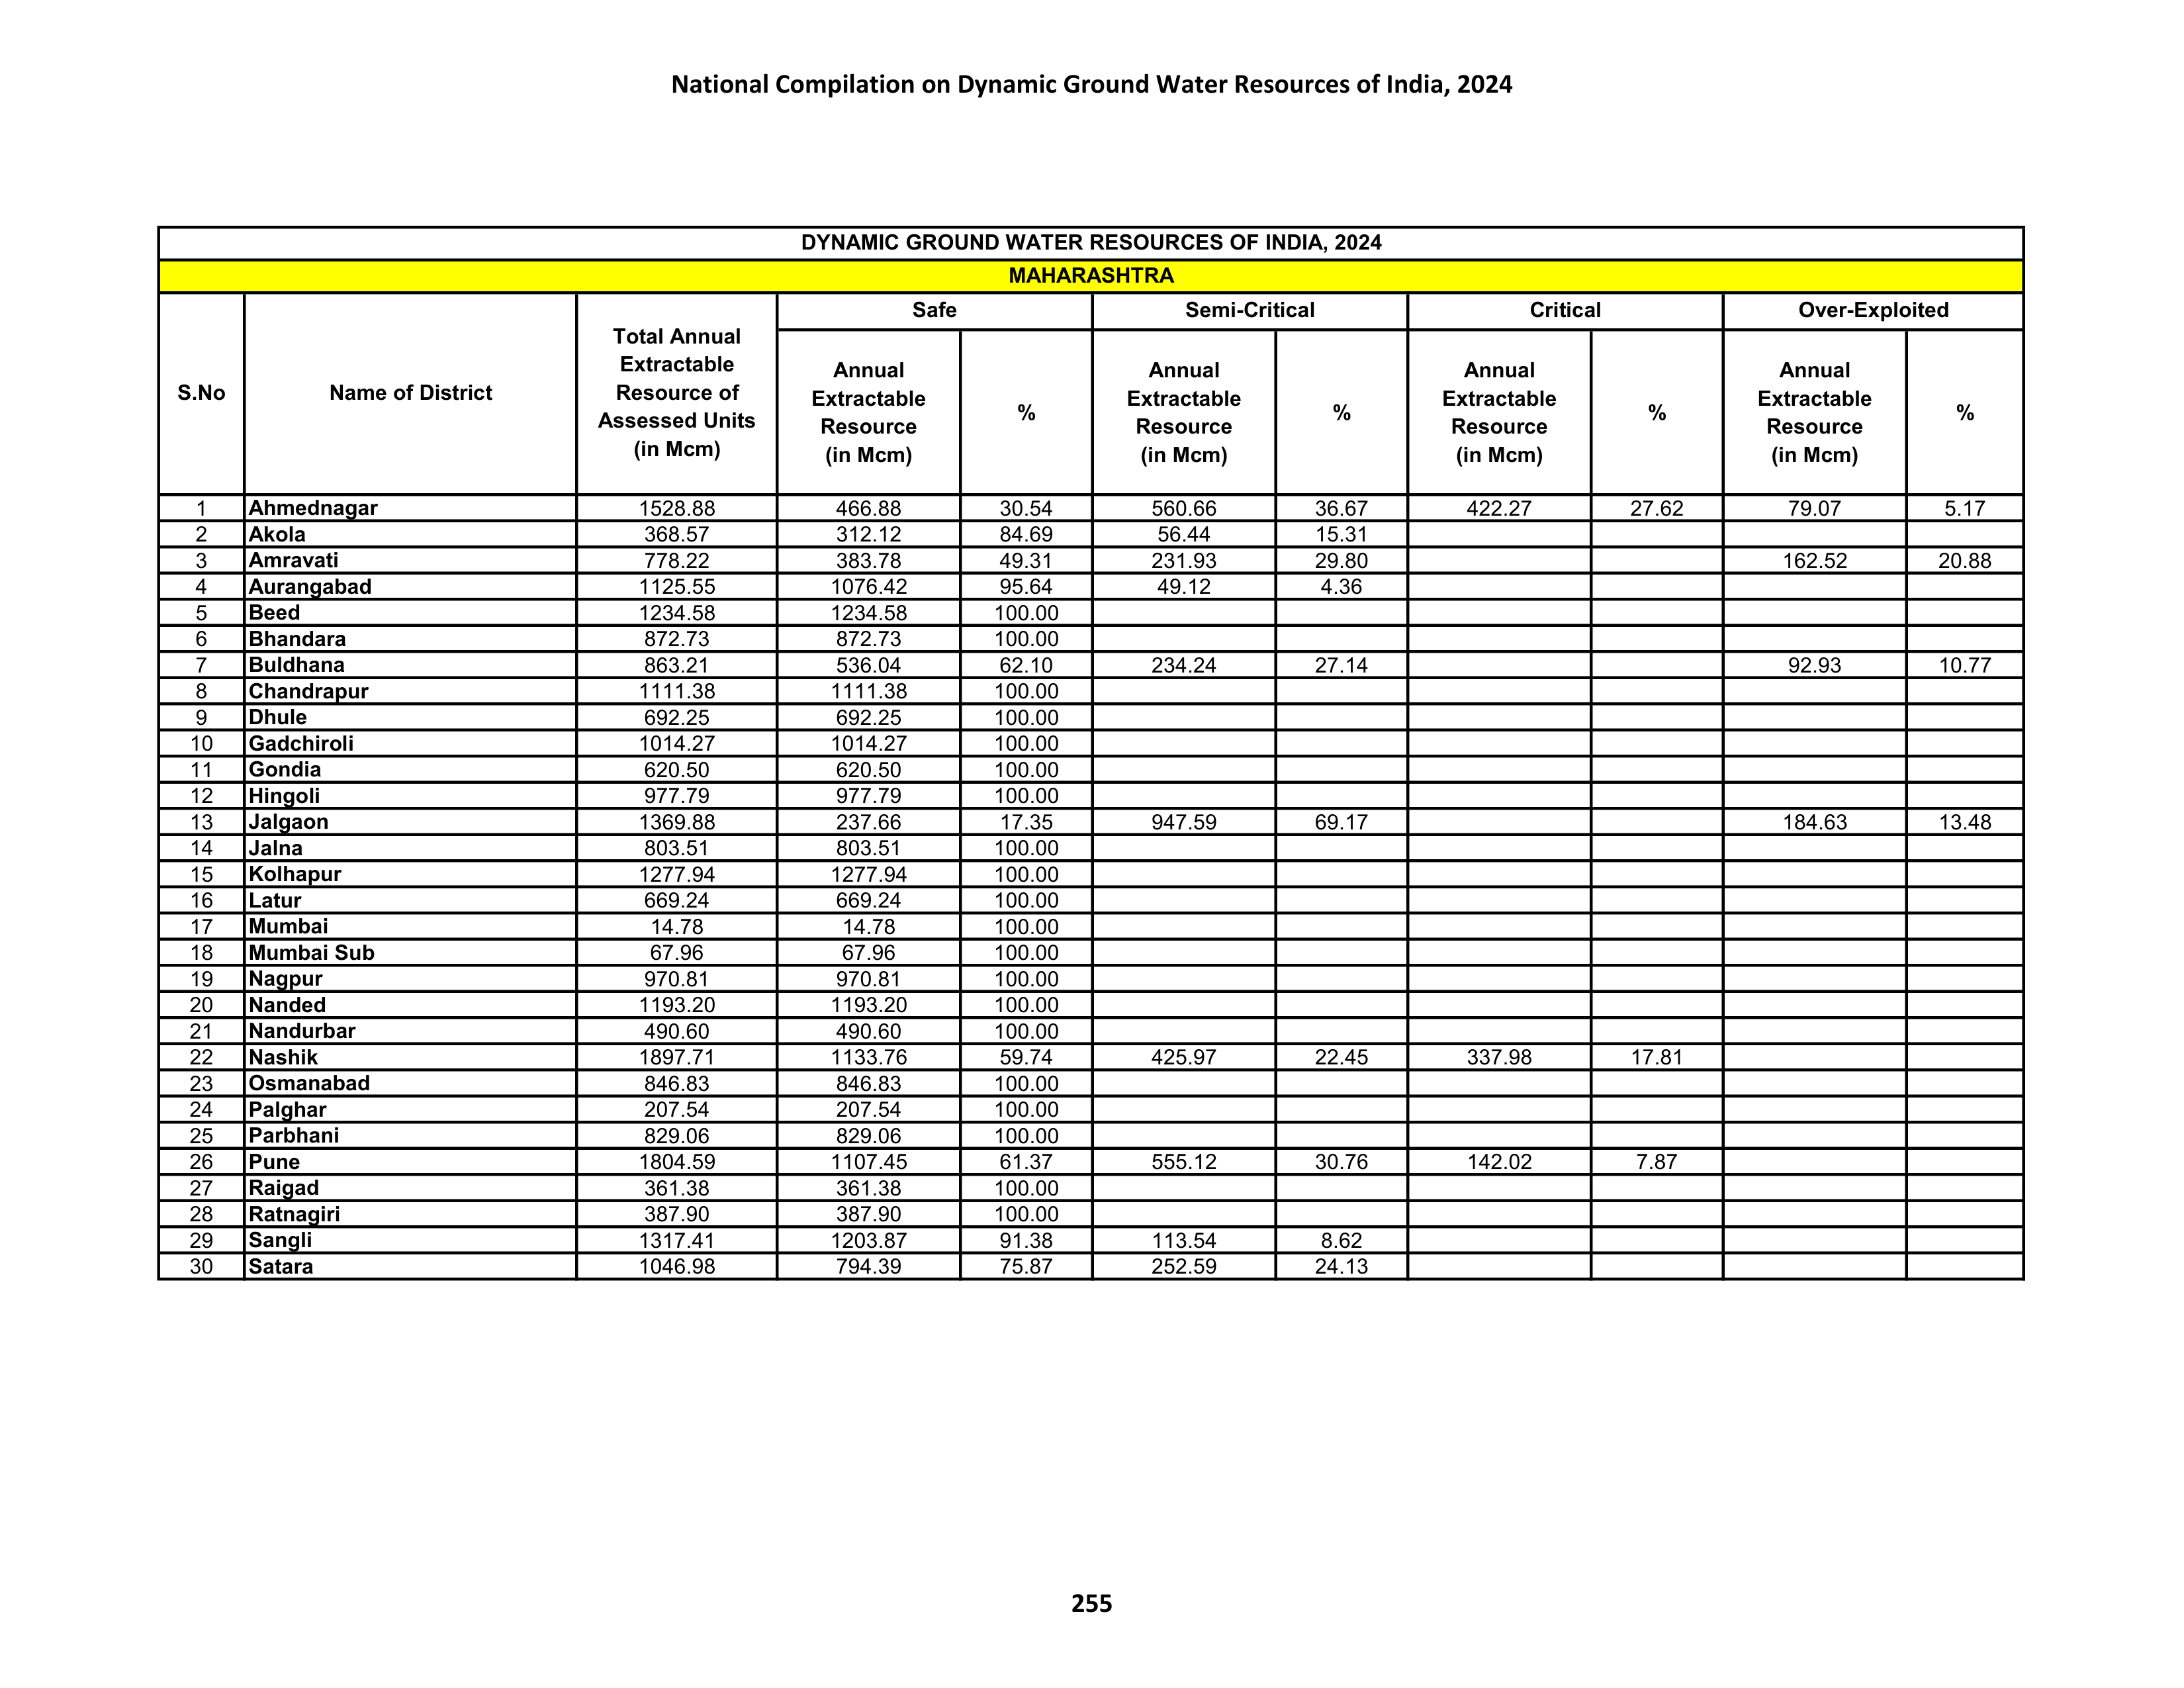 National Compilation on Dynamic Ground Water Resources of India, 2024
DYNAMIC GROUND WATER RESOURCES OF INDIA, 2024
MAHARASHTRA
S.No Name of District Total Annual Extractable Resource of Assessed Units (in Mcm) Safe Semi-Critical Critical Over-Exploited
Annual Extractable Resource (in Mcm) % Annual Extractable Resource (in Mcm) % Annual Extractable Resource (in Mcm) % Annual Extractable Resource (in Mcm) %
1 Ahmednagar 1528.88 466.88 30.54 560.66 36.67 422.27 27.62 79.07 5.17
2 Akola 368.57 312.12 84.69 56.44 15.31
3 Amravati 778.22 383.78 49.31 231.93 29.80 162.52 20.88
4 Aurangabad 1125.55 1076.42 95.64 49.12 4.36
5 Beed 1234.58 1234.58 100.00
6 Bhandara 872.73 872.73 100.00
7 Buldhana 863.21 536.04 62.10 234.24 27.14 92.93 10.77
8 Chandrapur 1111.38 1111.38 100.00
9 Dhule 692.25 692.25 100.00
10 Gadchiroli 1014.27 1014.27 100.00
11 Gondia 620.50 620.50 100.00
12 Hingoli 977.79 977.79 100.00
13 Jalgaon 1369.88 237.66 17.35 947.59 69.17 184.63 13.48
14 Jalna 803.51 803.51 100.00
15 Kolhapur 1277.94 1277.94 100.00
16 Latur 669.24 669.24 100.00
17 Mumbai 14.78 14.78 100.00
18 Mumbai Sub 67.96 67.96 100.00
19 Nagpur 970.81 970.81 100.00
20 Nanded 1193.20 1193.20 100.00
21 Nandurbar 490.60 490.60 100.00
22 Nashik 1897.71 1133.76 59.74 425.97 22.45 337.98 17.81
23 Osmanabad 846.83 846.83 100.00
24 Palghar 207.54 207.54 100.00
25 Parbhani 829.06 829.06 100.00
26 Pune 1804.59 1107.45 61.37 555.12 30.76 142.02 7.87
27 Raigad 361.38 361.38 100.00
28 Ratnagiri 387.90 387.90 100.00
29 Sangli 1317.41 1203.87 91.38 113.54 8.62
30 Satara 1046.98 794.39 75.87 252.59 24.13
255